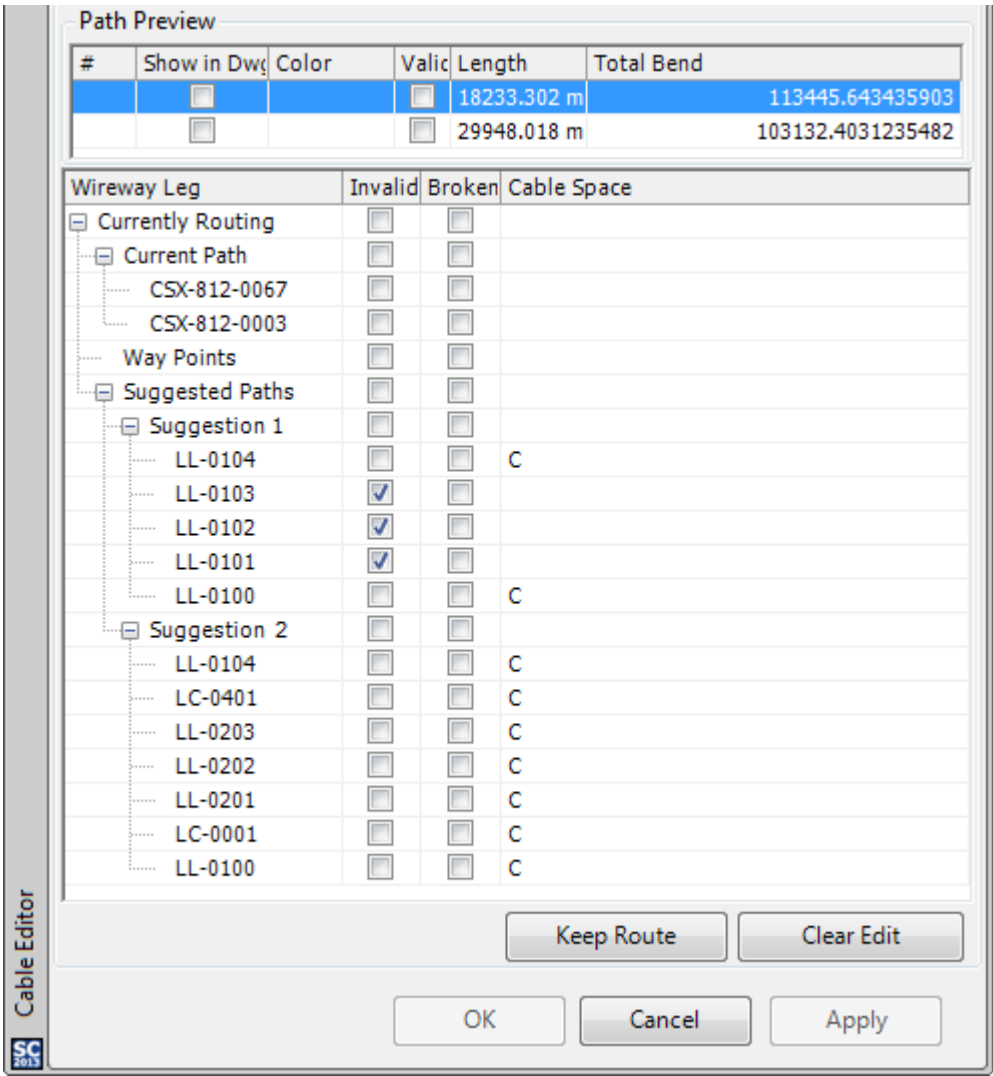 Path Preview
# Show in Dwg Color Valid Length Total Bend
18233.302 m 113445.643435903
29948.018 m 103132.4031235482
Wireway Leg Invalid Broken Cable Space
Currently Routing
Current Path
CSX-812-0067
CSX-812-0003
Way Points
Suggested Paths
Suggestion 1
LL-0104 C
LL-0103
LL-0102
LL-0101
LL-0100 C
Suggestion 2
LL-0104 C
LC-0401 C
LL-0203 C
LL-0202 C
LL-0201 C
LC-0001 C
LL-0100 C
Keep Route Clear Edit
OK Cancel Apply
Cable Editor
SC
2013